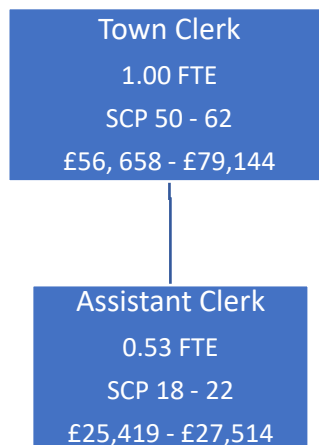 Town Clerk
1.00 FTE
SCP 50 - 62
£56, 658 - £79,144
Assistant Clerk
0.53 FTE
SCP 18 - 22
£25,419 - £27,514